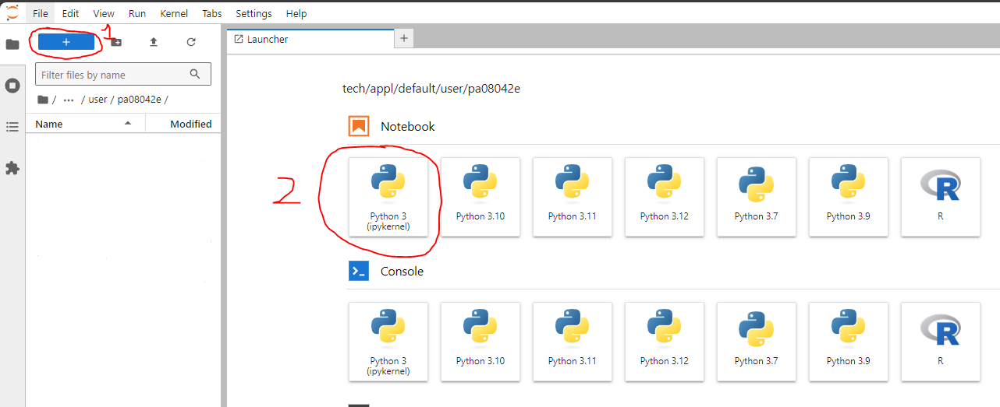 File Edit View Run Kernel Tabs Settings Help
+ 1
Launcher +
Filter files by name
/ ... / user / pa08042e /
Name Modified
tech/appl/default/user/pa08042e
Notebook
2
Python 3
(ipykernel)
Python 3.10
Python 3.11
Python 3.12
Python 3.7
Python 3.9
R
R
Console
Python 3
(ipykernel)
Python 3.10
Python 3.11
Python 3.12
Python 3.7
Python 3.9
R
R